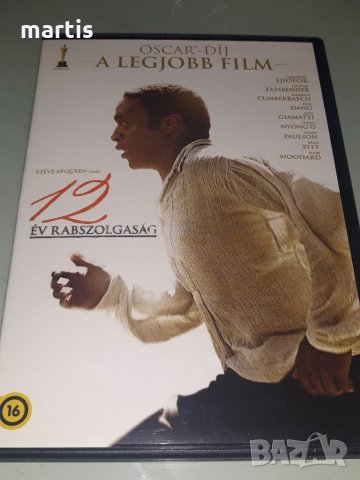 martis
OSCAR®-DÍJ
A LEGJOBB FILM
EJIOFOR
FASSBENDER
CUMBERBATCH
DANO
GIAMATTI
NYONG'O
PAULSON
PITT
WOODARD
STEVE McQUEEN
12
ÉV RABSZOLGASÁG
16
BAZAR